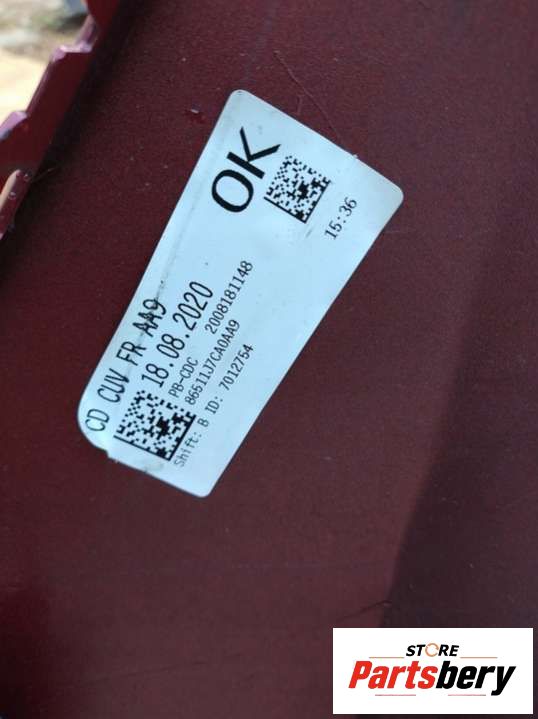 OK
15:36
CD CUV FR AA9
18.08.2020
PB-CDC 2008181148
86511J7CA0AA9
Shift: B ID: 7012754
STORE
Partsbery